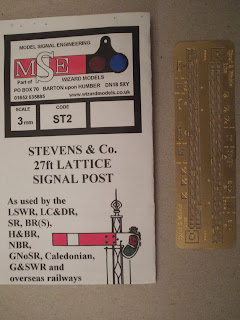 MODEL SIGNAL ENGINEERING
MSE
Part of
WIZARD MODELS
PO BOX 70 BARTON upon HUMBER DN18 5XY
01652 635885 www.wizardmodels.co.uk
SCALE
3mm
CODE
ST2
STEVENS & Co.
27ft LATTICE
SIGNAL POST
As used by the
LSWR, LC&DR,
SR, BR(S),
H&BR,
NBR,
GNoSR, Caledonian,
G&SWR and
overseas railways